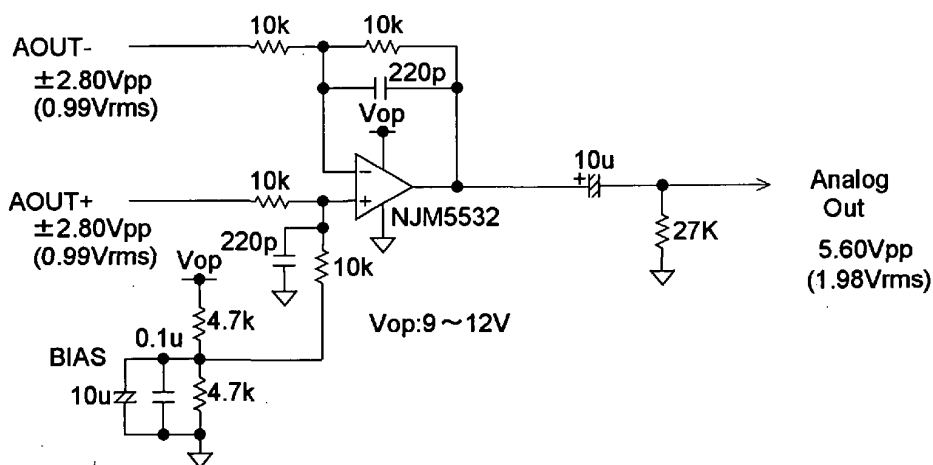 10k
10k
AOUT-
220p
±2.80Vpp
(0.99Vrms)
Vop
10u
+
−
10k
+
Analog
Out
AOUT+
NJM5532
±2.80Vpp
(0.99Vrms)
220p
27K
5.60Vpp
(1.98Vrms)
Vop
10k
4.7k
Vop:9～12V
0.1u
BIAS
10u
4.7k